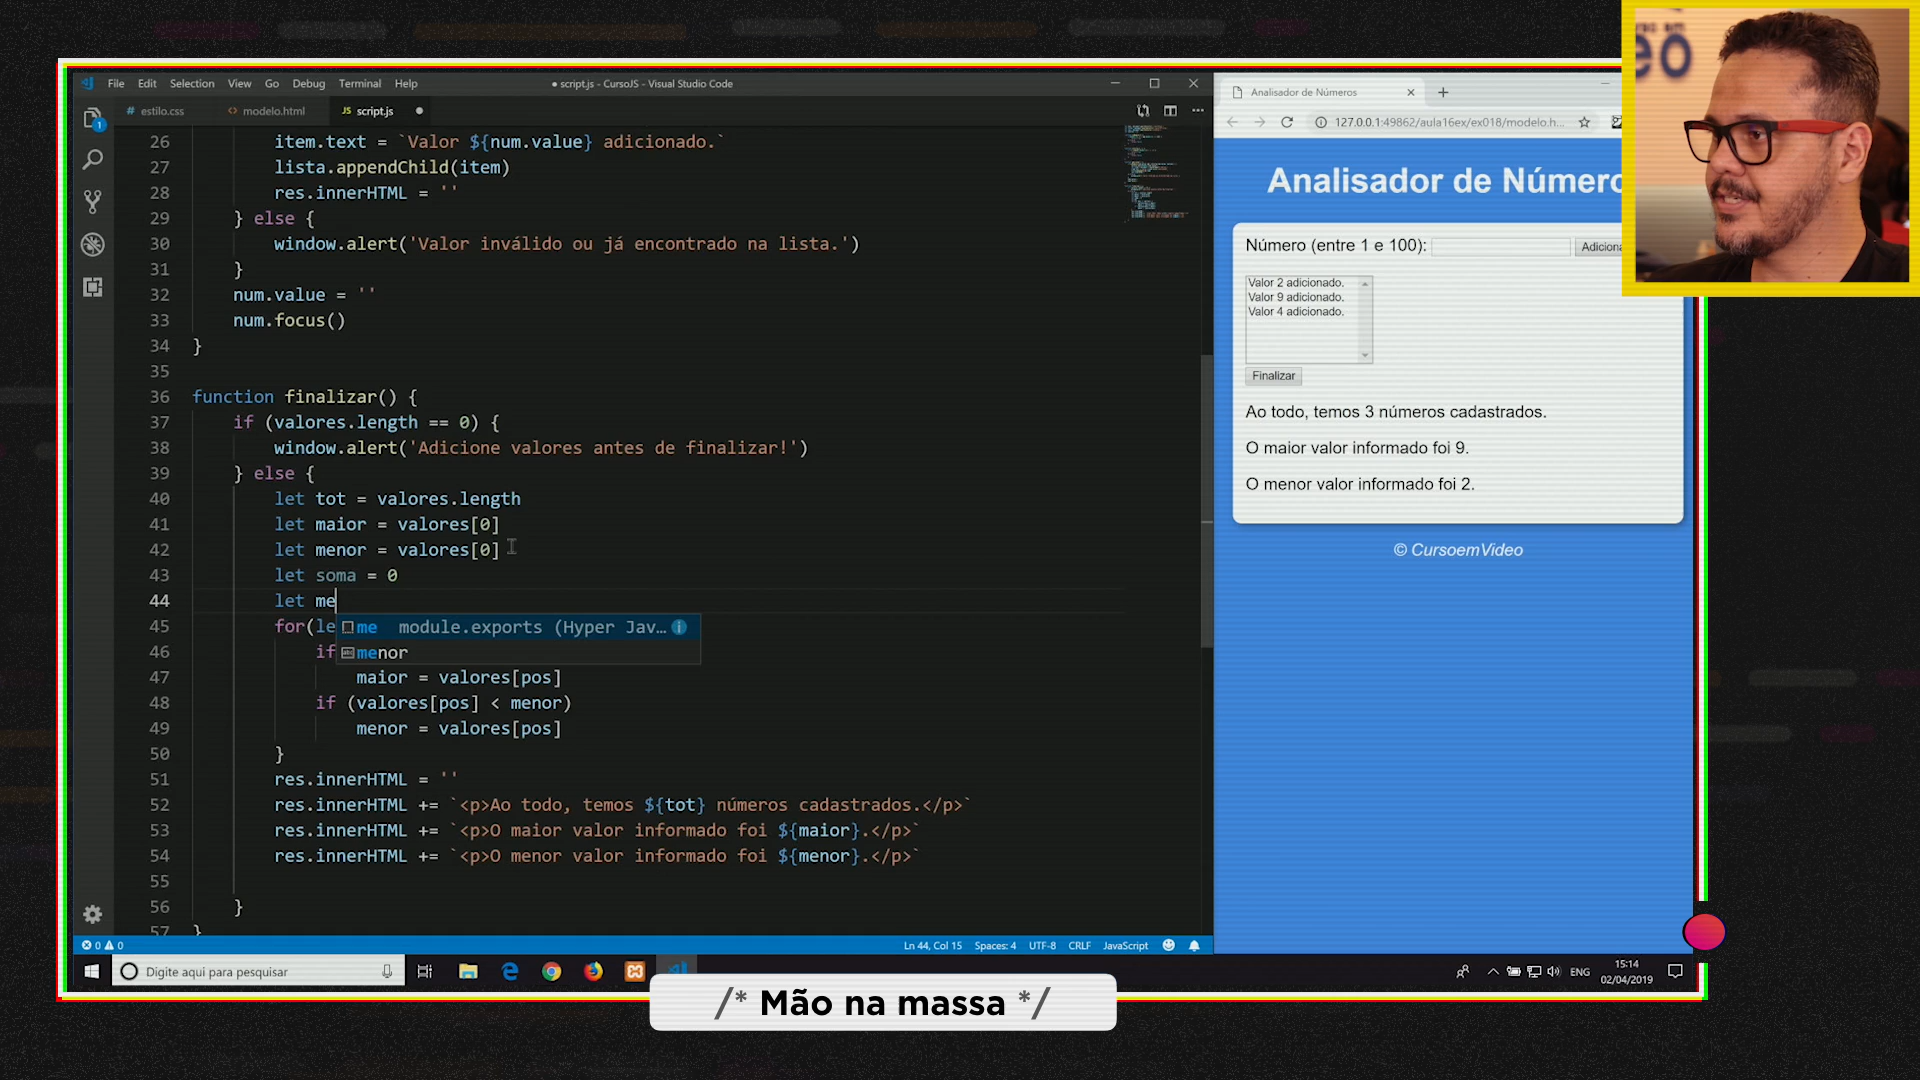 File Edit Selection View Go Debug Terminal Help
● script.js - CursoJS - Visual Studio Code
# estilo.css <> modelo.html JS script.js ●
26 item.text = `Valor ${num.value} adicionado.`
27 lista.appendChild(item)
28 res.innerHTML = ''
29 } else {
30 window.alert('Valor inválido ou já encontrado na lista.')
31 }
32 num.value = ''
33 num.focus()
34 }
35
36 function finalizar() {
37 if (valores.length == 0) {
38 window.alert('Adicione valores antes de finalizar!')
39 } else {
40 let tot = valores.length
41 let maior = valores[0]
42 let menor = valores[0]
43 let soma = 0
44 let me
45 for(le
me module.exports (Hyper Jav…
46 if
menor
47 maior = valores[pos]
48 if (valores[pos] < menor)
49 menor = valores[pos]
50 }
51 res.innerHTML = ''
52 res.innerHTML += `<p>Ao todo, temos ${tot} números cadastrados.</p>`
53 res.innerHTML += `<p>O maior valor informado foi ${maior}.</p>`
54 res.innerHTML += `<p>O menor valor informado foi ${menor}.</p>`
55
56 }
57 }
1
0 0
Ln 44, Col 15 Spaces: 4 UTF-8 CRLF JavaScript
Digite aqui para pesquisar
ENG
15:14
02/04/2019
Analisador de Números
127.0.0.1:49862/aula16ex/ex018/modelo.h...
Analisador de Número
Número (entre 1 e 100):
Adiciona
Valor 2 adicionado.
Valor 9 adicionado.
Valor 4 adicionado.
Finalizar
Ao todo, temos 3 números cadastrados.
O maior valor informado foi 9.
O menor valor informado foi 2.
© CursoemVideo
/* Mão na massa */